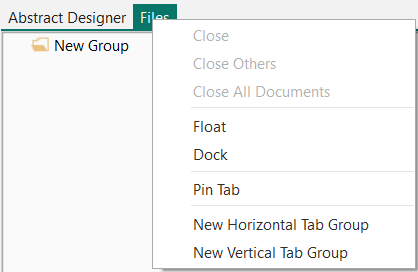 Abstract Designer Files
New Group
Close
Close Others
Close All Documents
Float
Dock
Pin Tab
New Horizontal Tab Group
New Vertical Tab Group